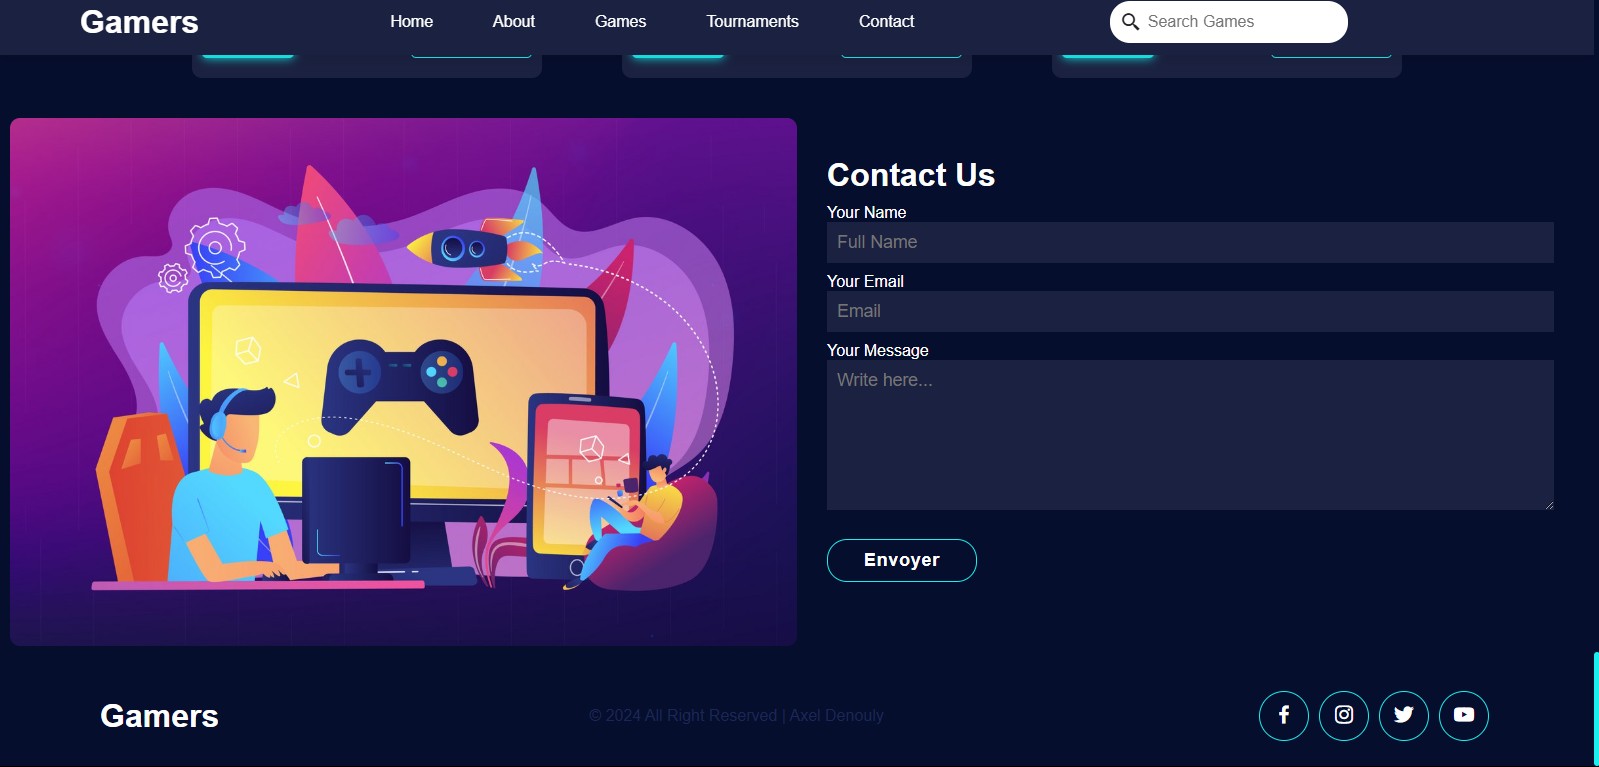 Gamers
Home
About
Games
Tournaments
Contact
Search Games
Contact Us
Your Name
Full Name
Your Email
Email
Your Message
Write here...
Envoyer
Gamers
© 2024 All Right Reserved | Axel Denouly